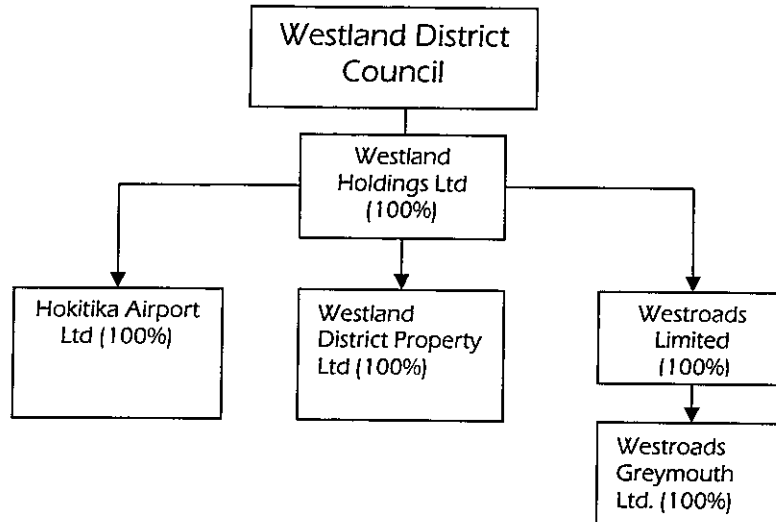 Westland District
Council
Westland
Holdings Ltd
(100%)
Hokitika Airport
Ltd (100%)
Westland
District Property
Ltd (100%)
Westroads
Limited
(100%)
Westroads
Greymouth
Ltd. (100%)